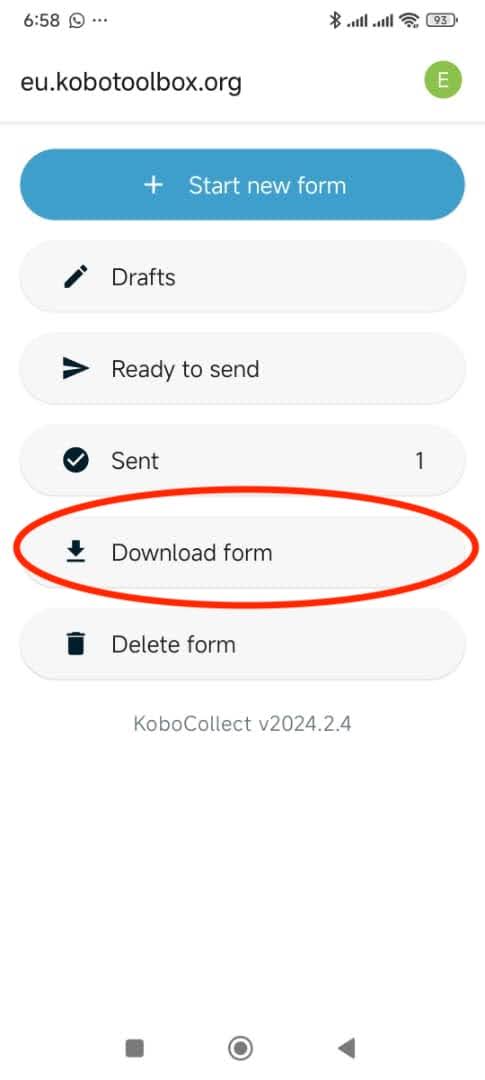 6:58 ... 93
eu.kobotoolbox.org
E
+ Start new form
Drafts
Ready to send
Sent 1
Download form
Delete form
KoboCollect v2024.2.4